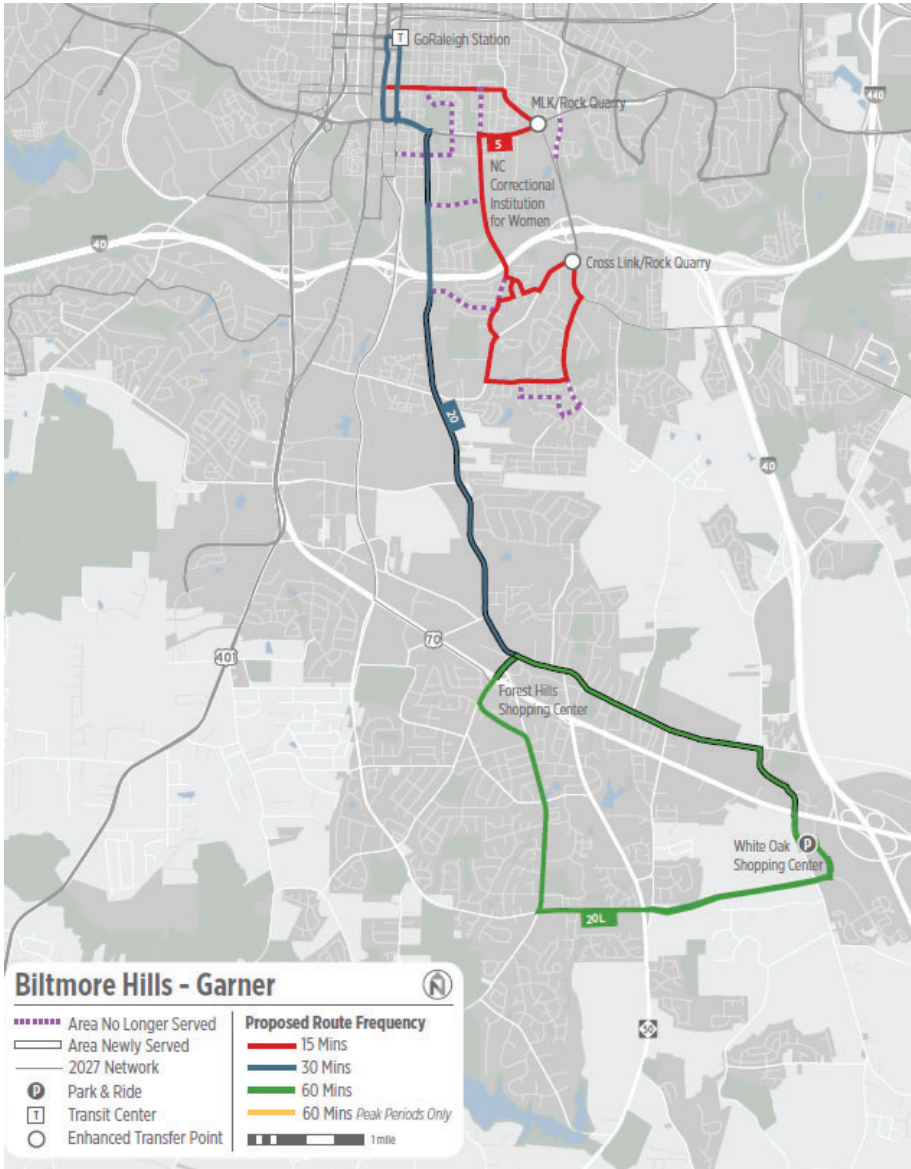 T GoRaleigh Station
MLK/Rock Quarry
440
5
NC
Correctional
Institution
for Women
40
Cross Link/Rock Quarry
20
40
70
401
Forest Hills
Shopping Center
White Oak
Shopping Center
P
20L
50
Biltmore Hills - Garner
N
Area No Longer Served
Area Newly Served
2027 Network
P Park & Ride
T Transit Center
Enhanced Transfer Point
Proposed Route Frequency
15 Mins
30 Mins
60 Mins
60 Mins Peak Periods Only
1 mile